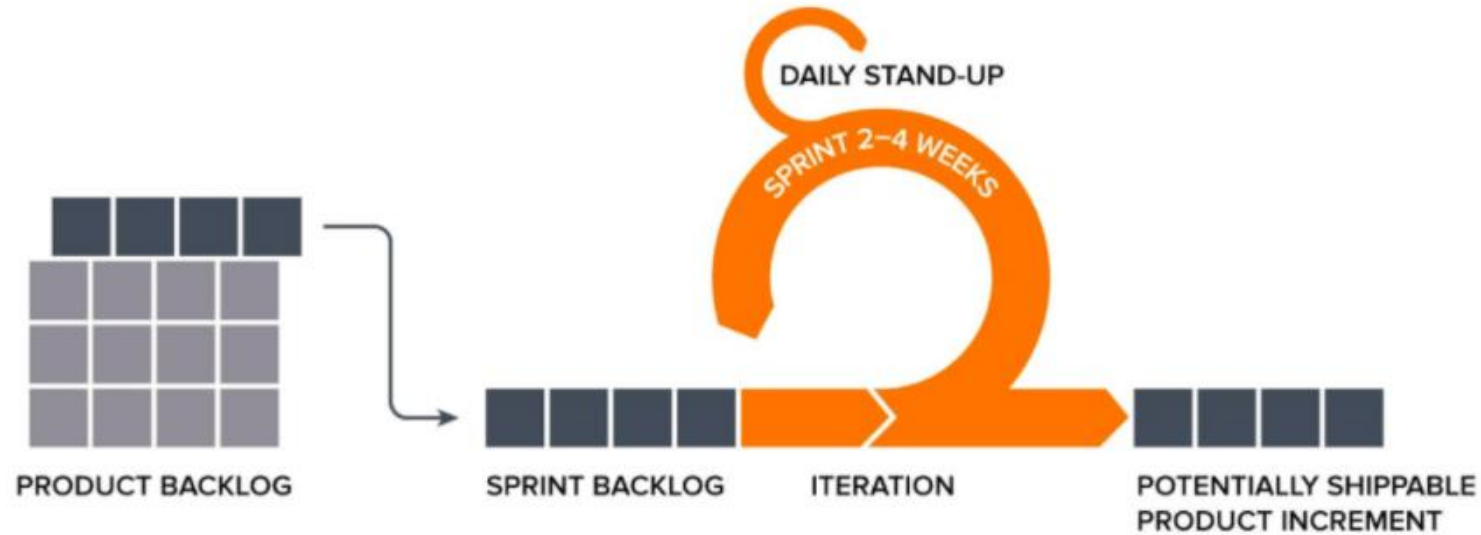 DAILY STAND-UP
SPRINT 2–4 WEEKS
PRODUCT BACKLOG
SPRINT BACKLOG
ITERATION
POTENTIALLY SHIPPABLE
PRODUCT INCREMENT